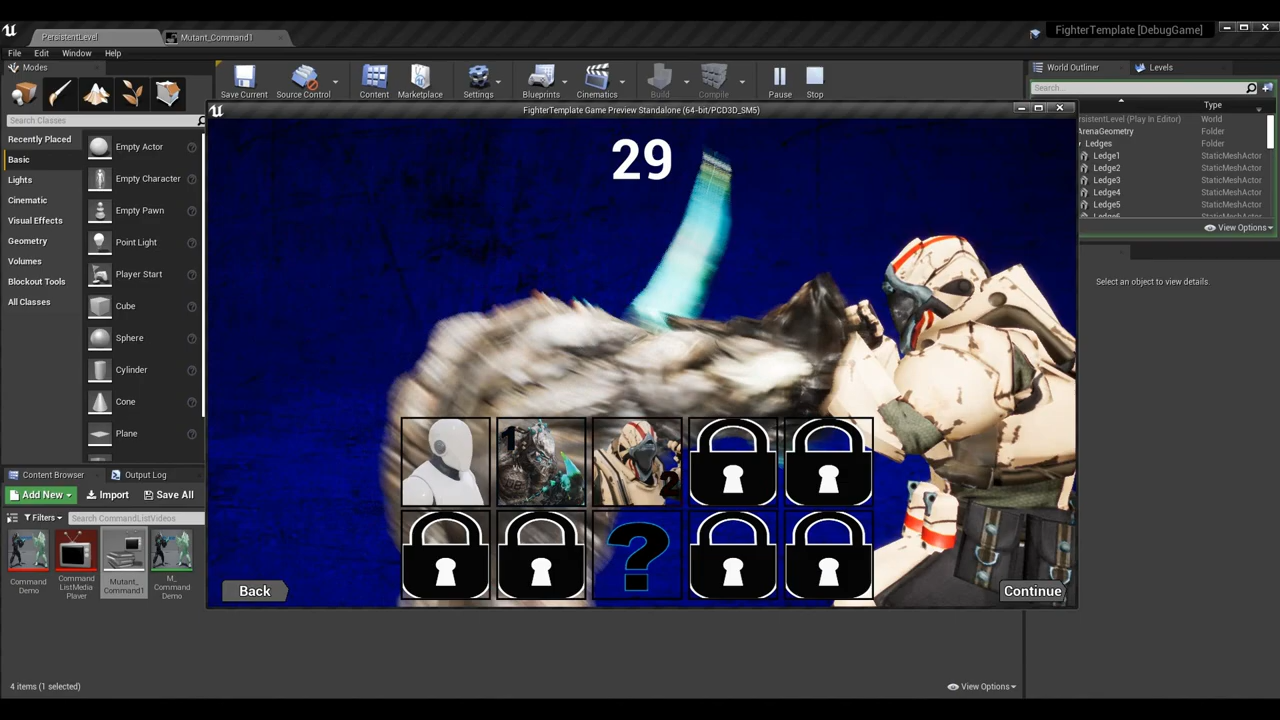 PersistentLevel
Mutant_Command1
FighterTemplate [DebugGame]
File Edit Window Help
Modes
World Outliner
Levels
Save Current
Source Control
Content
Marketplace
Settings
Blueprints
Cinematics
Build
Compile
Pause
Stop
Search...
Search Classes
FighterTemplate Game Preview Standalone (64-bit/PCD3D_SM5)
Type
rsistentLevel (Play In Editor) World
ArenaGeometry Folder
Ledges Folder
Ledge1 StaticMeshActor
Ledge2 StaticMeshActor
Ledge3 StaticMeshActor
Ledge4 StaticMeshActor
Ledge5 StaticMeshActor
Ledge6 StaticMeshActor
View Options
Recently Placed
Basic
Lights
Cinematic
Visual Effects
Geometry
Volumes
Blockout Tools
All Classes
Empty Actor
Empty Character
Empty Pawn
Point Light
Player Start
Cube
Sphere
Cylinder
Cone
Plane
29
Select an object to view details.
1
2
?
Back
Continue
Content Browser
Output Log
Add New
Import
Save All
Filters
Search CommandListVideos
Command Demo
Command ListMedia Player
Mutant_ Command1
M_ Command Demo
4 items (1 selected)
View Options